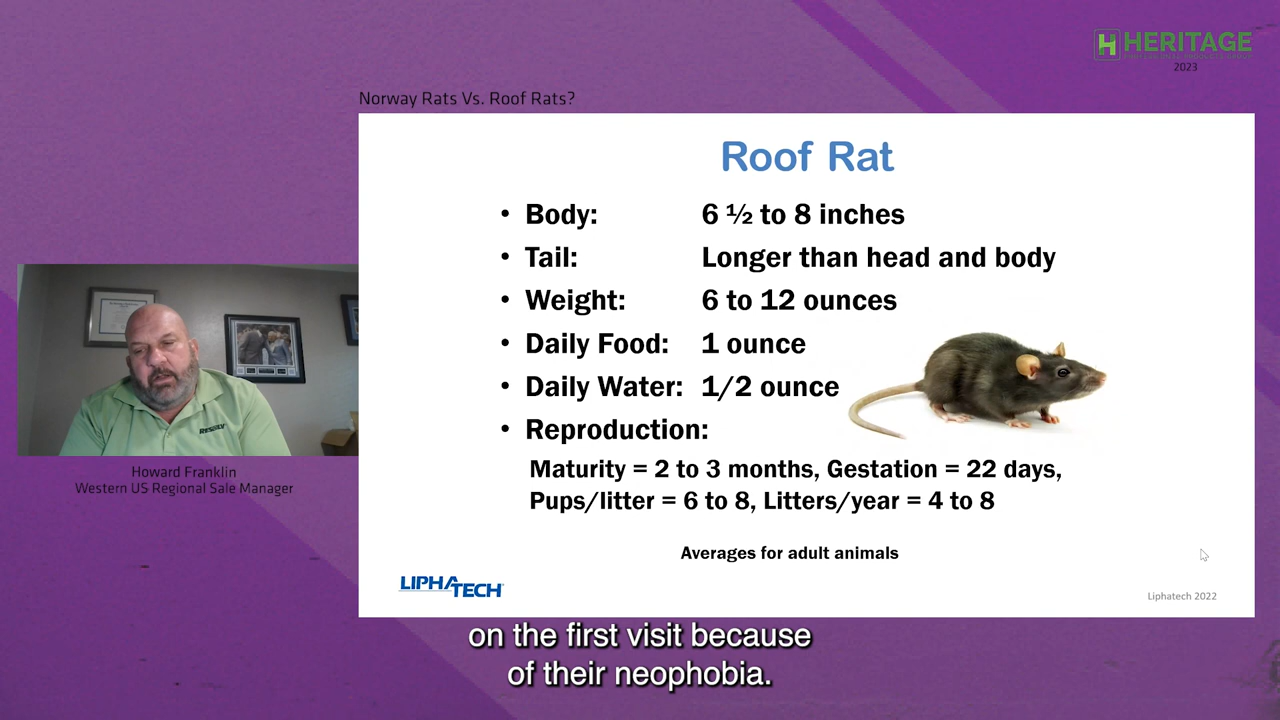 HERITAGE
2023
Norway Rats Vs. Roof Rats?
Roof Rat
• Body: 6 ½ to 8 inches
• Tail: Longer than head and body
• Weight: 6 to 12 ounces
• Daily Food: 1 ounce
• Daily Water: 1/2 ounce
• Reproduction:
Maturity = 2 to 3 months, Gestation = 22 days,
Pups/litter = 6 to 8, Litters/year = 4 to 8
Averages for adult animals
LIPHATECH
Liphatech 2022
Howard Franklin
Western US Regional Sale Manager
on the first visit because
of their neophobia.